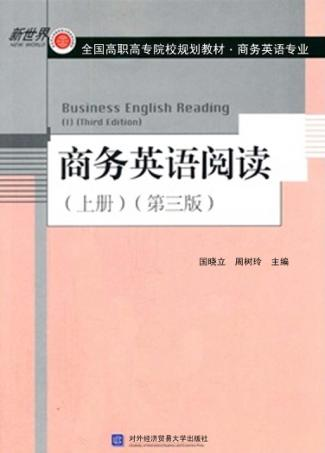 新世界
NEW WORLD
全国高职高专院校规划教材·商务英语专业
Business English Reading
(I) (Third Edition)
商务英语阅读
(上册)(第三版)
国晓立 周树玲 主编
对外经济贸易大学出版社